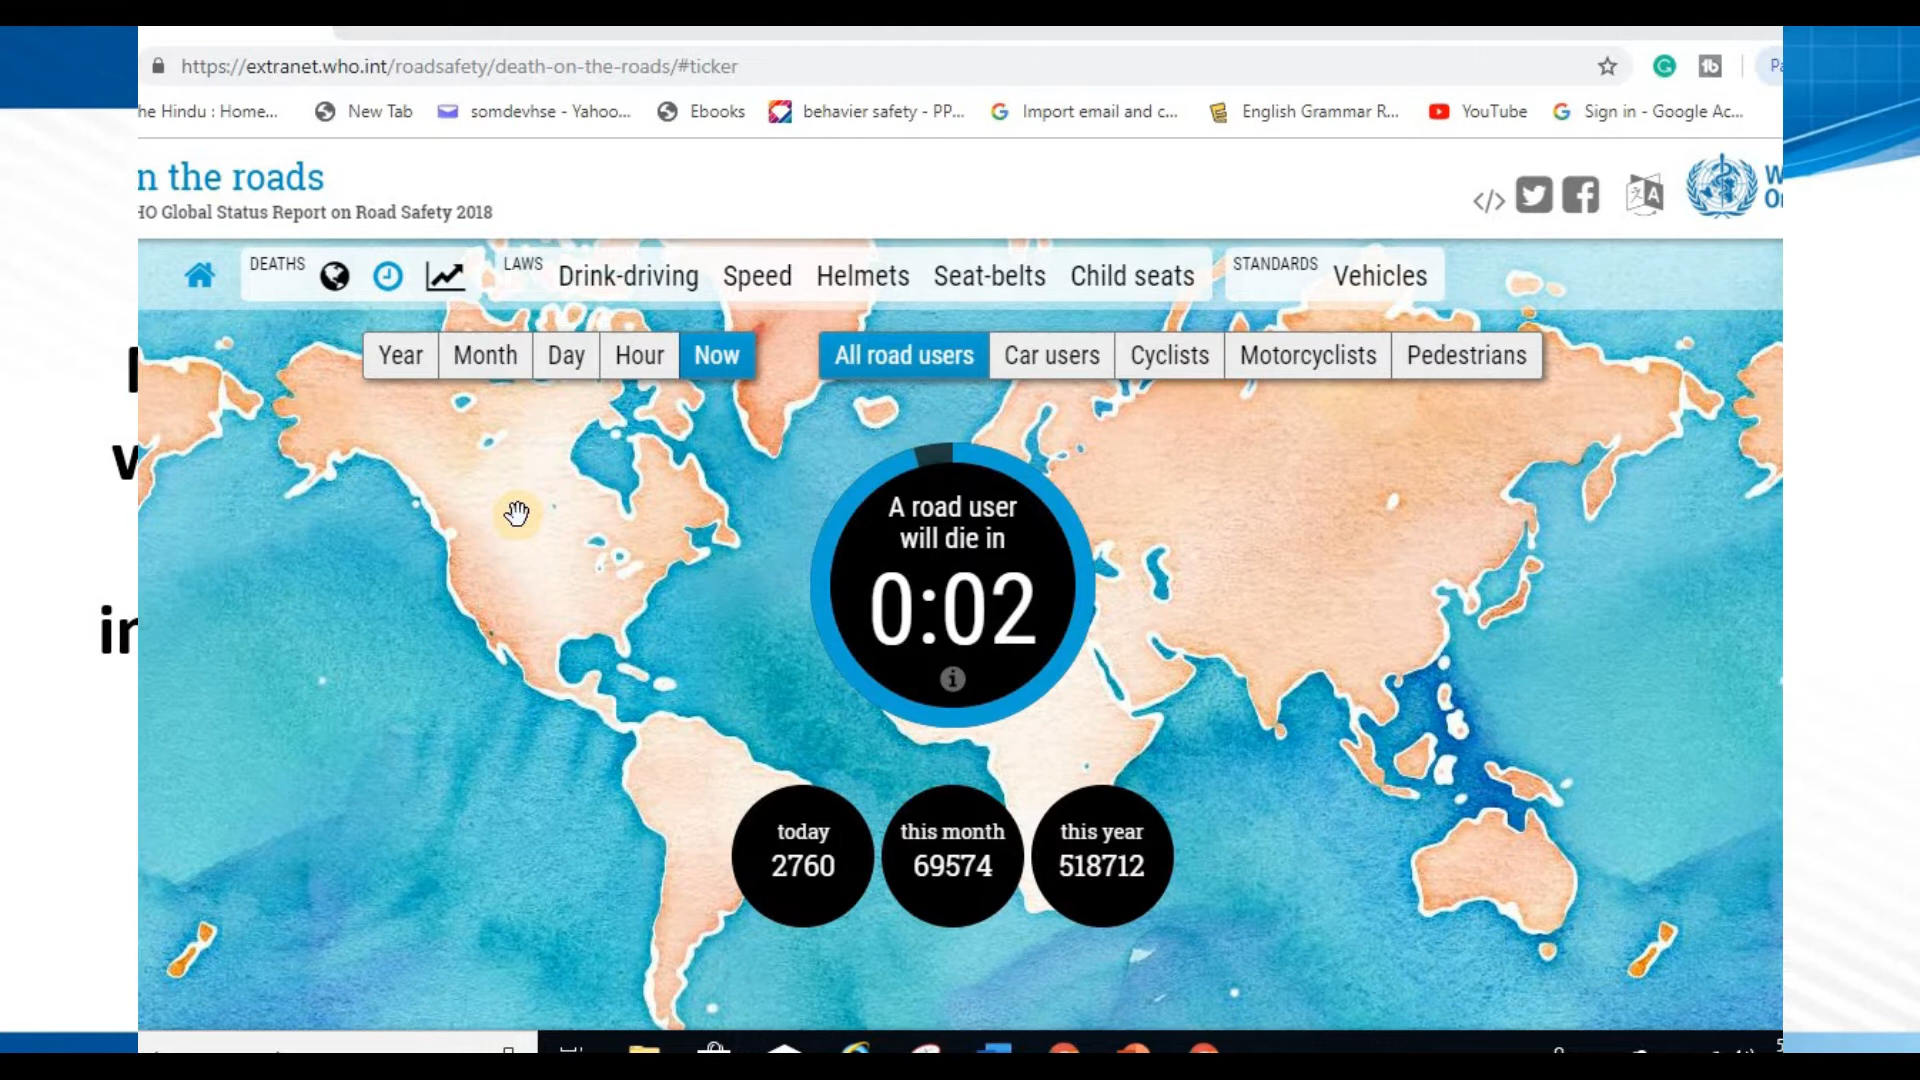 https://extranet.who.int/roadsafety/death-on-the-roads/#ticker
he Hindu : Home... New Tab somdevhse - Yahoo... Ebooks behavier safety - PP... Import email and c... English Grammar R... YouTube Sign in - Google Ac...
n the roads
HO Global Status Report on Road Safety 2018
DEATHS LAWS Drink-driving Speed Helmets Seat-belts Child seats STANDARDS Vehicles
Year Month Day Hour Now All road users Car users Cyclists Motorcyclists Pedestrians
A road user
will die in
0:02
today this month this year
2760 69574 518712
in